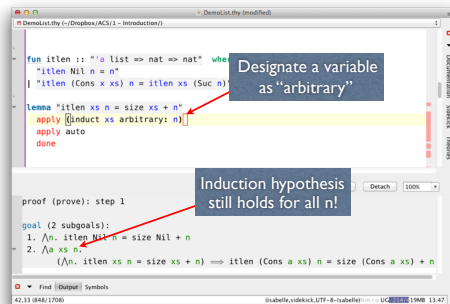 DemoList.thy (modified)
DemoList.thy (~/Dropbox/ACS/1 - Introduction/)
fun itlen :: "'a list => nat => nat" whe
"itlen Nil n = n"
| "itlen (Cons x xs) n = itlen xs (Suc n)"
Designate a variable
as "arbitrary"
lemma "itlen xs n = size xs + n"
apply (induct xs arbitrary: n)
apply auto
done
Documentation Sidekick Theories
Detach 100%
Induction hypothesis
still holds for all n!
proof (prove): step 1
goal (2 subgoals):
1. ⋀n. itlen Nil n = size Nil + n
2. ⋀a xs n.
(⋀n. itlen xs n = size xs + n) ⟹ itlen (Cons a xs) n = size (Cons a xs) + n
Find Output Symbols
42,33 (848/1708)
(isabelle,sidekick,UTF-8-Isabelle) 19MB 13:47